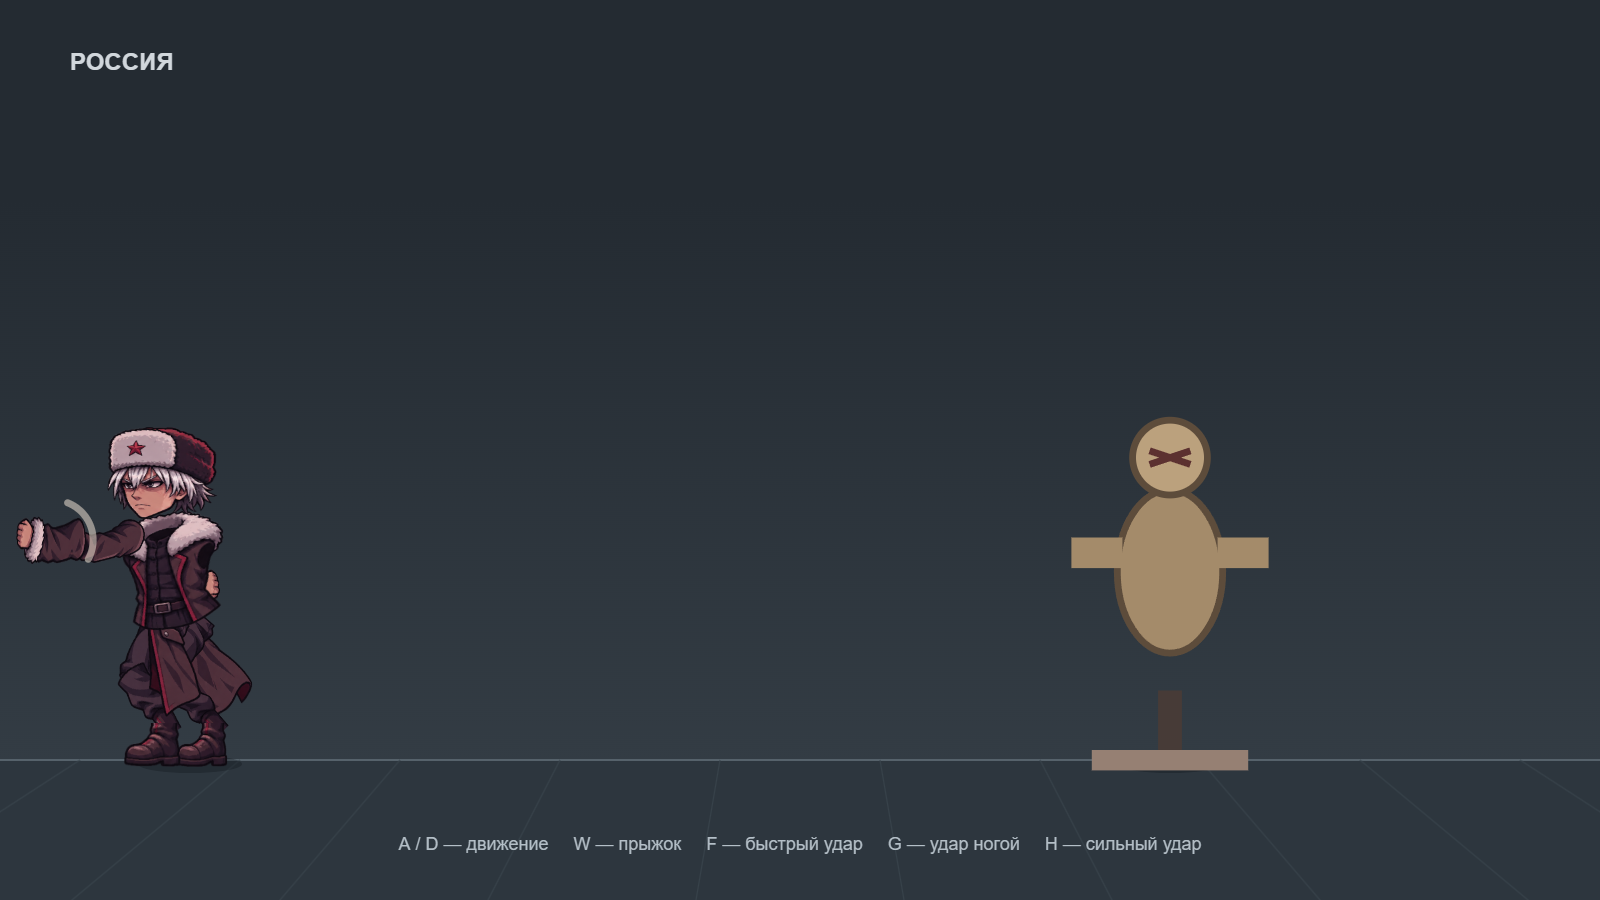 РОССИЯ
A / D — движение W — прыжок F — быстрый удар G — удар ногой H — сильный удар